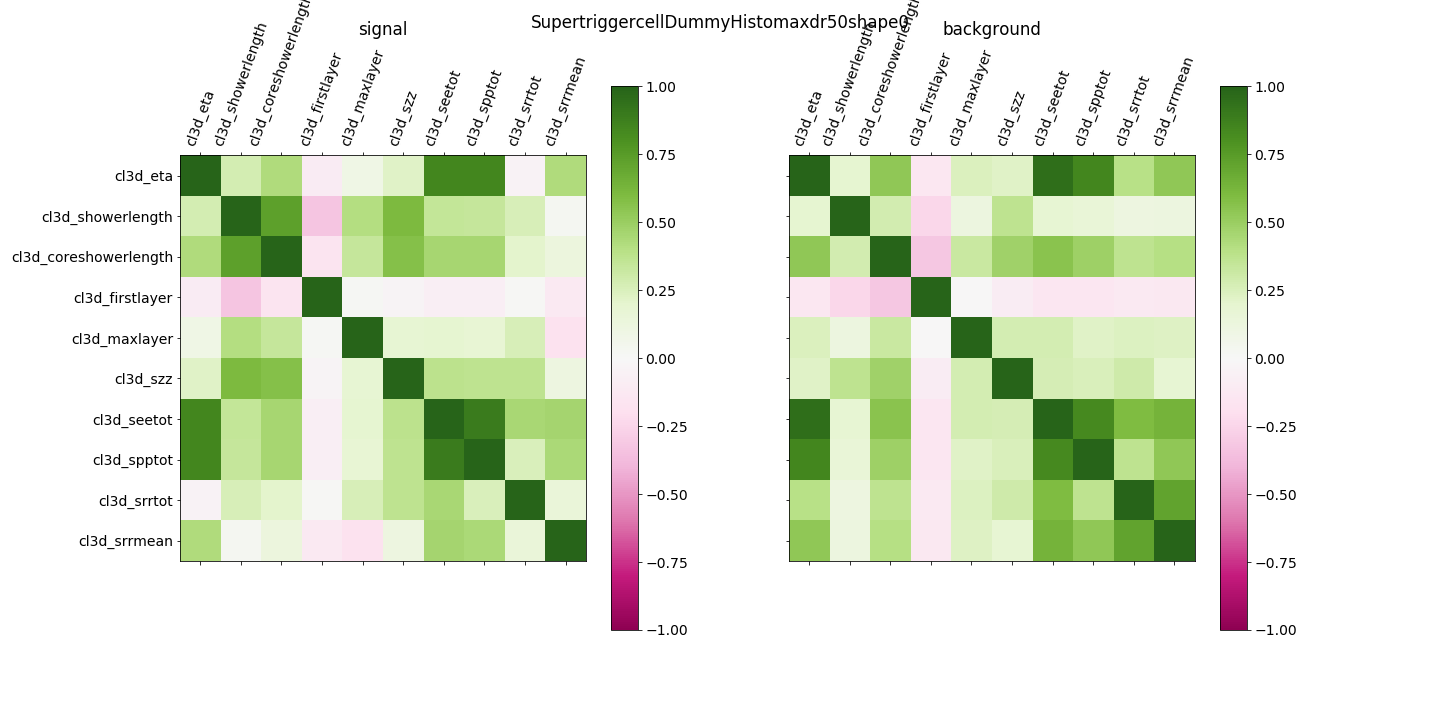 SupertriggercellDummyHistomaxdr50shape0
signal
background
cl3d_eta
cl3d_showerlength
cl3d_coreshowerlength
cl3d_firstlayer
cl3d_maxlayer
cl3d_szz
cl3d_seetot
cl3d_spptot
cl3d_srrtot
cl3d_srrmean
cl3d_eta
cl3d_showerlength
cl3d_coreshowerlength
cl3d_firstlayer
cl3d_maxlayer
cl3d_szz
cl3d_seetot
cl3d_spptot
cl3d_srrtot
cl3d_srrmean
cl3d_eta
cl3d_showerlength
cl3d_coreshowerlength
cl3d_firstlayer
cl3d_maxlayer
cl3d_szz
cl3d_seetot
cl3d_spptot
cl3d_srrtot
cl3d_srrmean
1.00
0.75
0.50
0.25
0.00
−0.25
−0.50
−0.75
−1.00
1.00
0.75
0.50
0.25
0.00
−0.25
−0.50
−0.75
−1.00